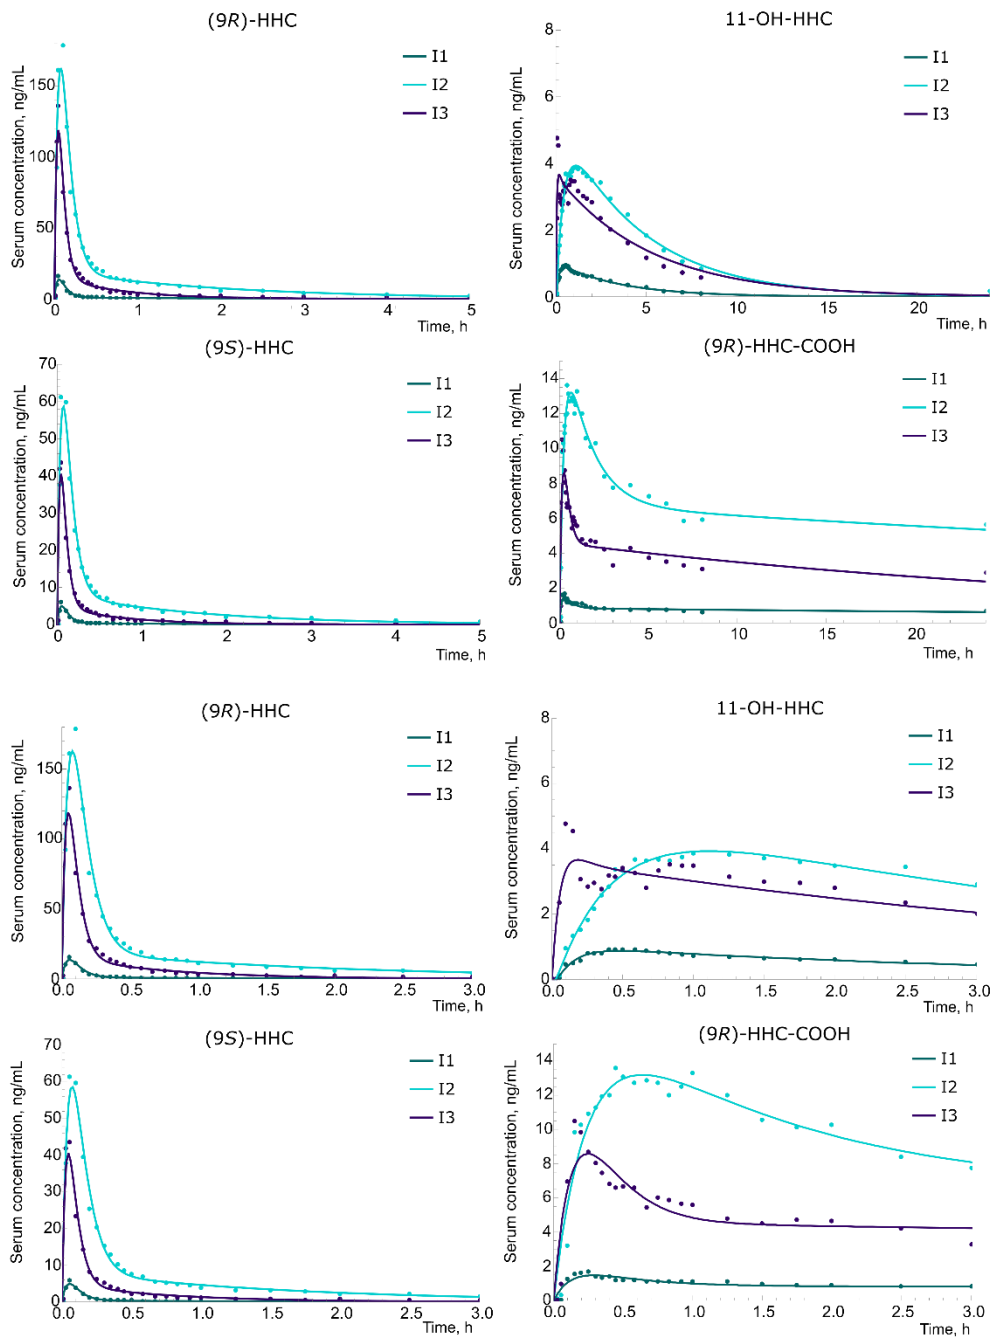 (9R)-HHC
Serum concentration, ng/mL
150
100
50
0
0 1 2 3 4 5
Time, h
I1
I2
I3
11-OH-HHC
Serum concentration, ng/mL
8
6
4
2
0
0 5 10 15 20
Time, h
I1
I2
I3
(9S)-HHC
Serum concentration, ng/mL
70
60
50
40
30
20
10
0
0 1 2 3 4 5
Time, h
I1
I2
I3
(9R)-HHC-COOH
Serum concentration, ng/mL
14
12
10
8
6
4
2
0
0 5 10 15 20
Time, h
I1
I2
I3
(9R)-HHC
Serum concentration, ng/mL
150
100
50
0
0.0 0.5 1.0 1.5 2.0 2.5 3.0
Time, h
I1
I2
I3
11-OH-HHC
Serum concentration, ng/mL
8
6
4
2
0
0.0 0.5 1.0 1.5 2.0 2.5 3.0
Time, h
I1
I2
I3
(9S)-HHC
Serum concentration, ng/mL
70
60
50
40
30
20
10
0
0.0 0.5 1.0 1.5 2.0 2.5 3.0
Time, h
I1
I2
I3
(9R)-HHC-COOH
Serum concentration, ng/mL
14
12
10
8
6
4
2
0
0.0 0.5 1.0 1.5 2.0 2.5 3.0
Time, h
I1
I2
I3